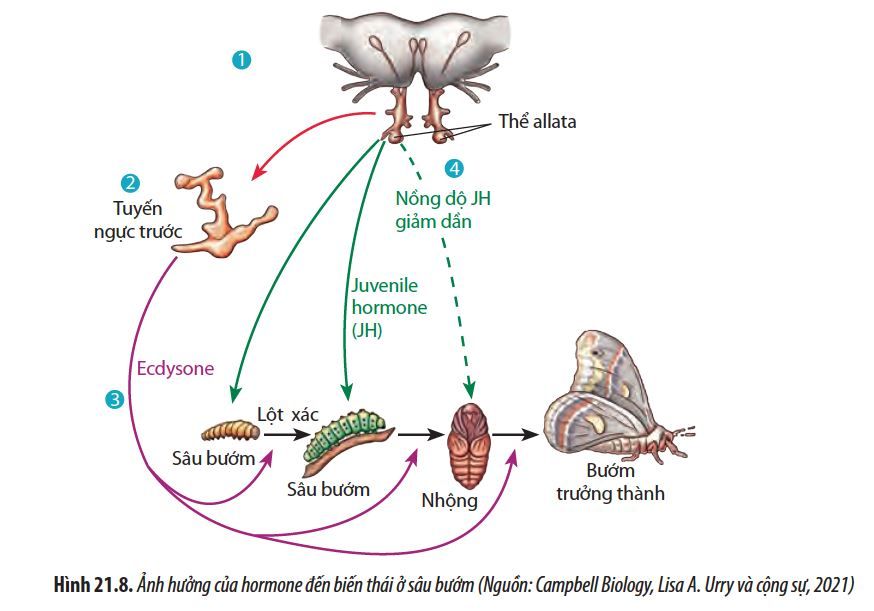 1
Thể allata
2
Tuyến
ngực trước
4
Nồng dộ JH
giảm dần
Juvenile
hormone
(JH)
Ecdysone
3
Lột xác
Sâu bướm
Sâu bướm
Nhộng
Bướm
trưởng thành
Hình 21.8. Ảnh hưởng của hormone đến biến thái ở sâu bướm (Nguồn: Campbell Biology, Lisa A. Urry và cộng sự, 2021)